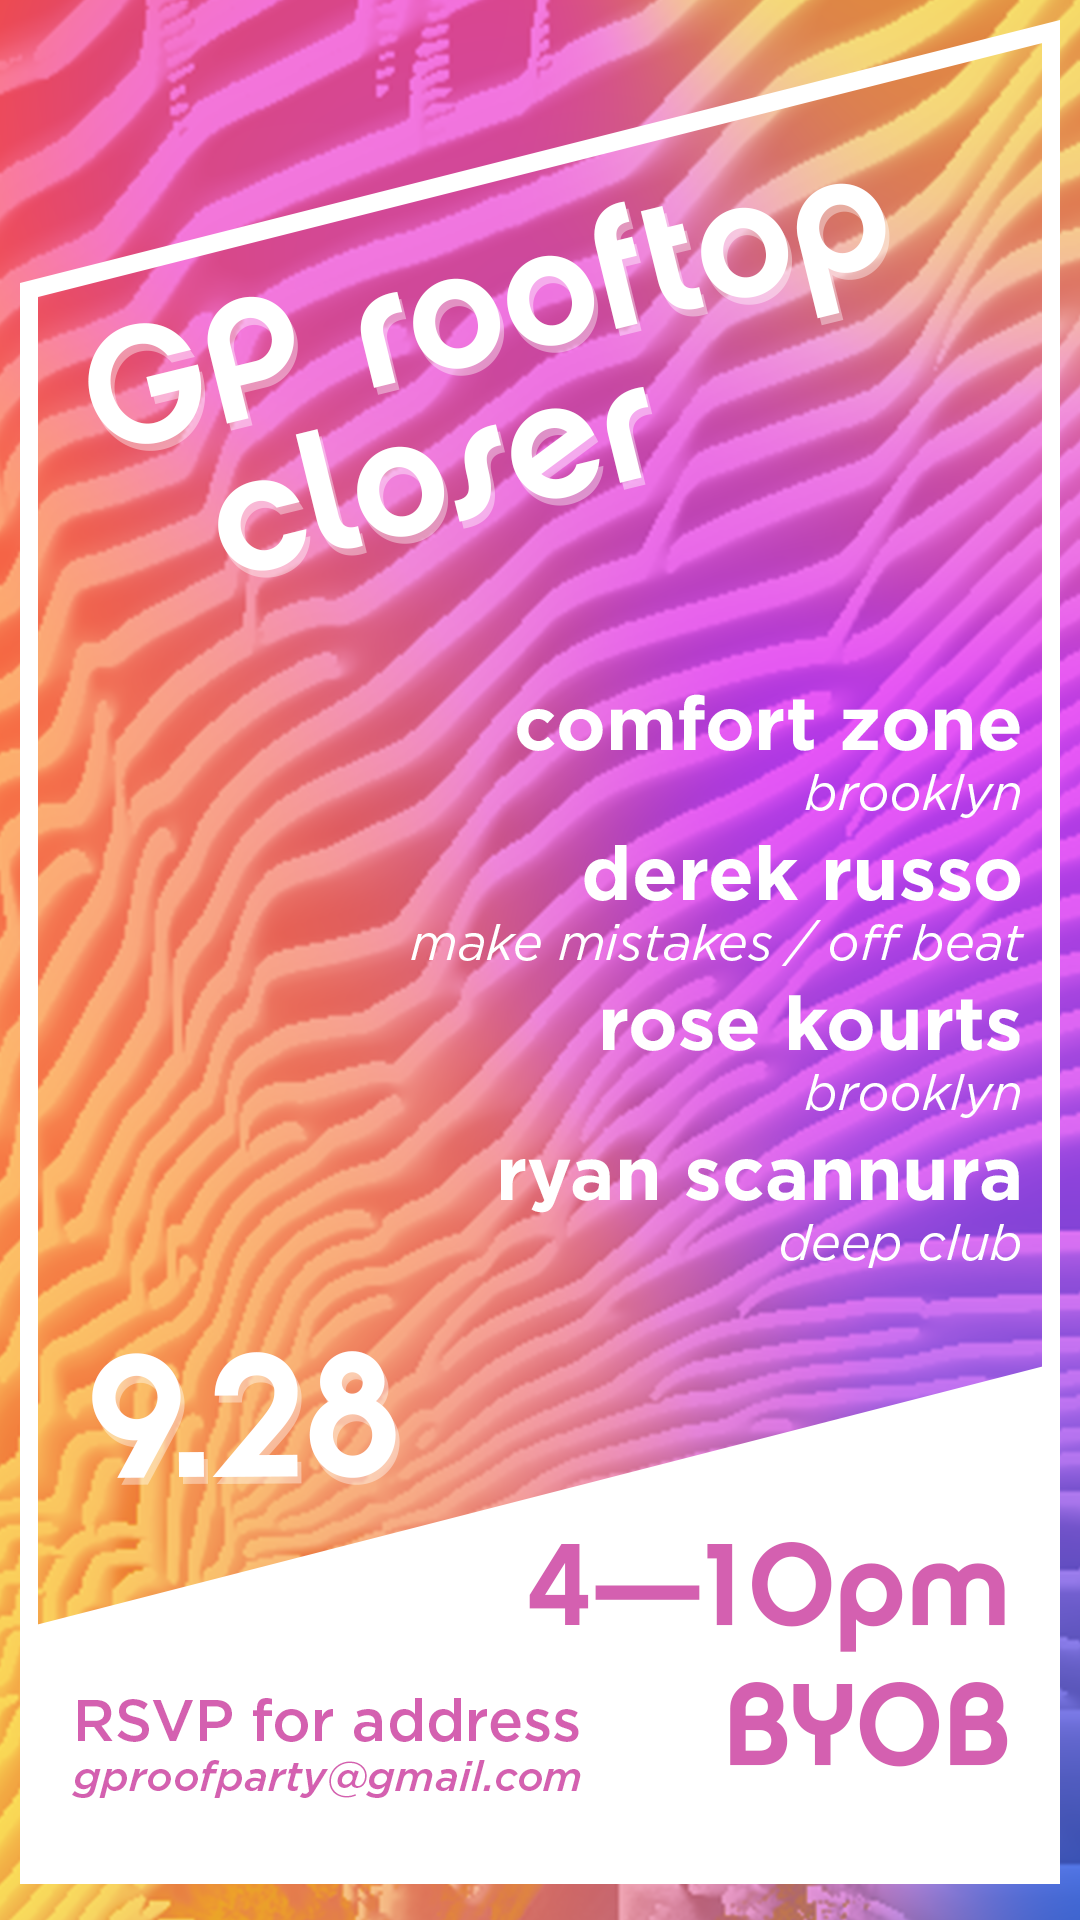 GP rooftop
closer
comfort zone
brooklyn
derek russo
make mistakes / off beat
rose kourts
brooklyn
ryan scannura
deep club
9.28
4—10pm
BYOB
RSVP for address
gproofparty@gmail.com